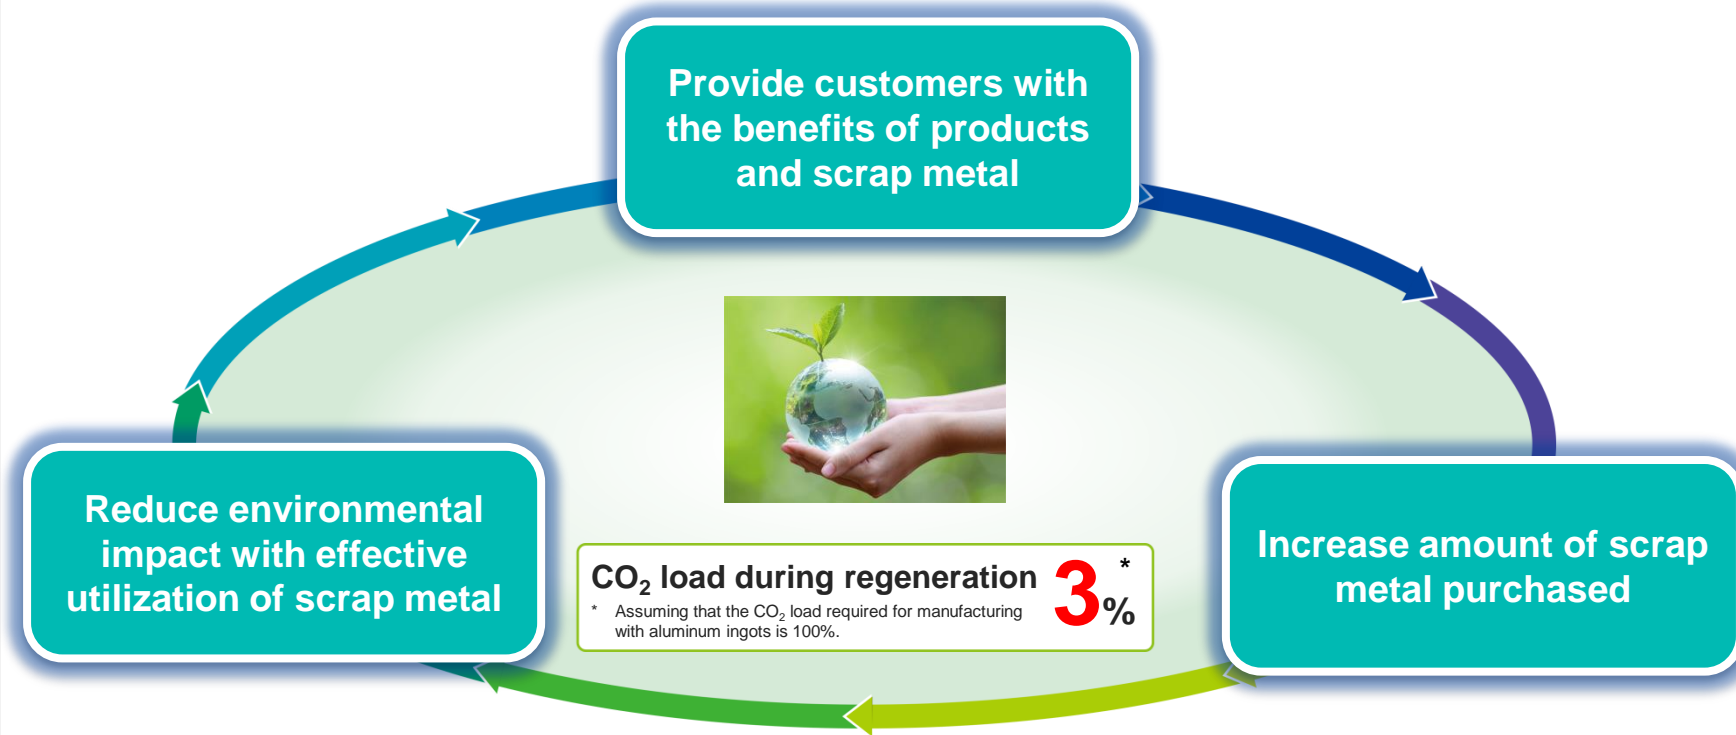 Provide customers with
the benefits of products
and scrap metal
Reduce environmental
impact with effective
utilization of scrap metal
Increase amount of scrap
metal purchased
CO₂ load during regeneration 3%*
* Assuming that the CO₂ load required for manufacturing
with aluminum ingots is 100%.